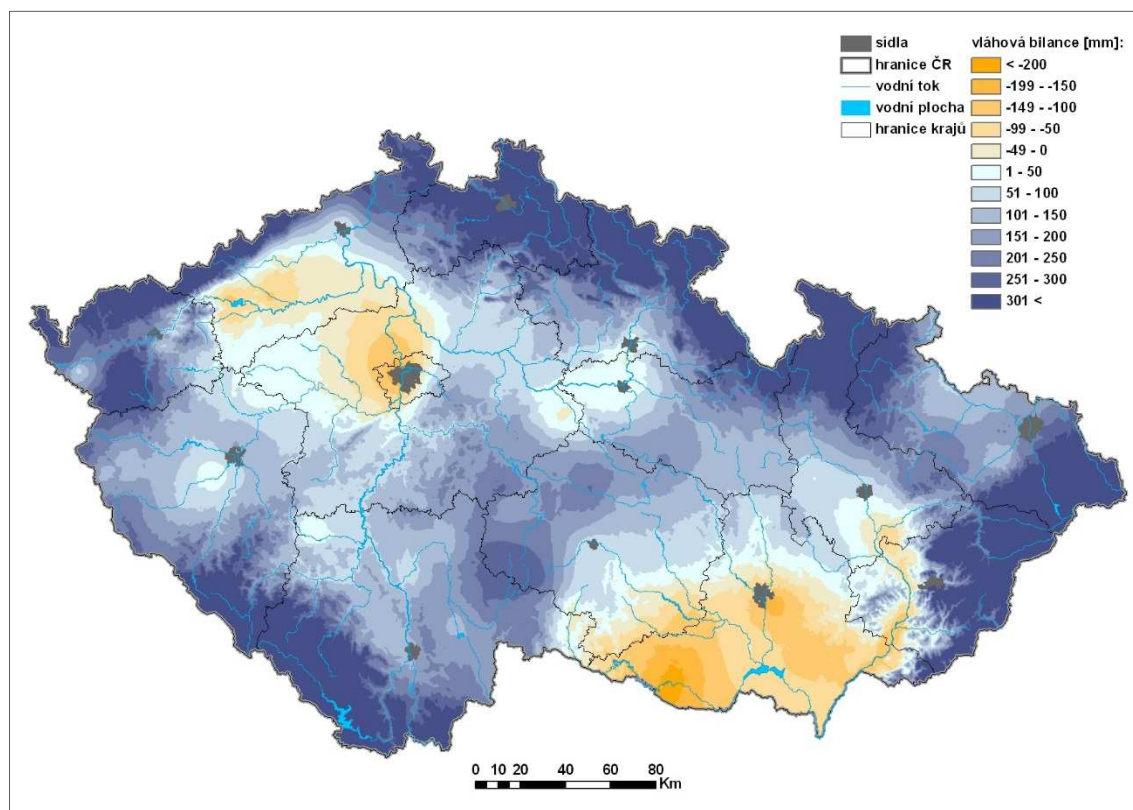 sídla
hranice ČR
vodní tok
vodní plocha
hranice krajů
vláhová bilance [mm]:
< -200
-199 - -150
-149 - -100
-99 - -50
-49 - 0
1 - 50
51 - 100
101 - 150
151 - 200
201 - 250
251 - 300
301 <
0 10 20 40 60 80
Km